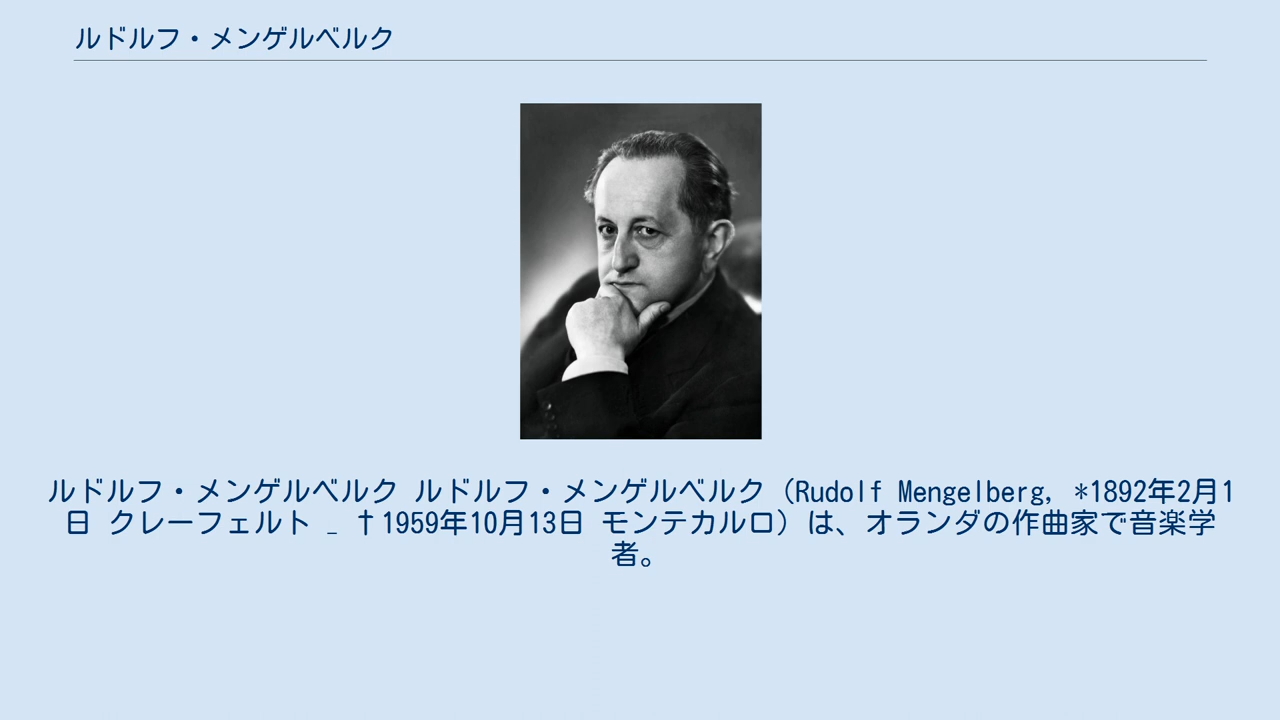 ルドルフ・メンゲルベルク
ルドルフ・メンゲルベルク ルドルフ・メンゲルベルク（Rudolf Mengelberg, *1892年2月1
日 クレーフェルト _ †1959年10月13日 モンテカルロ）は、オランダの作曲家で音楽学
者。